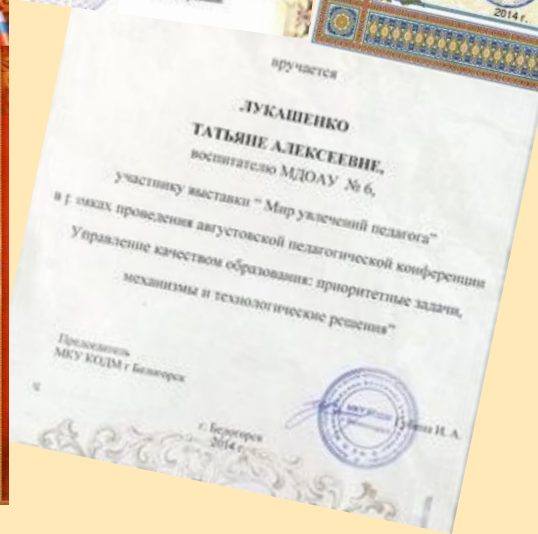 2014 г.
вручается
ЛУКАШЕНКО
ТАТЬЯНЕ АЛЕКСЕЕВНЕ,
воспитателю МДОАУ № 6,
участнику выставки " Мир увлечений педагога"
в рамках проведения августовской педагогической конференции
Управление качеством образования: приоритетные задачи,
механизмы и технологические решения"
Председатель
МКУ КОДМ г Белогорск
И. А.
г. Белогорск
2014 г.